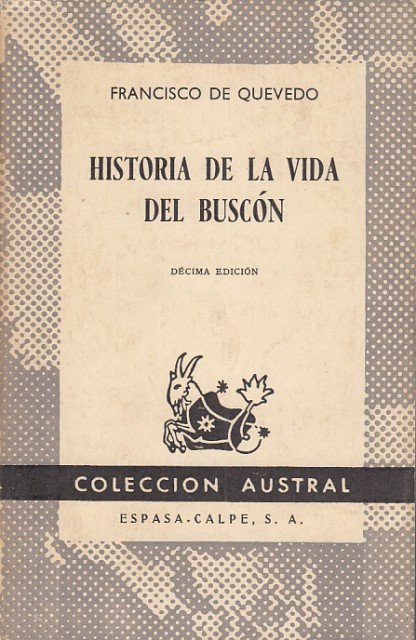 FRANCISCO DE QUEVEDO
HISTORIA DE LA VIDA
DEL BUSCÓN
DÉCIMA EDICIÓN
COLECCION AUSTRAL
ESPASA-CALPE, S. A.